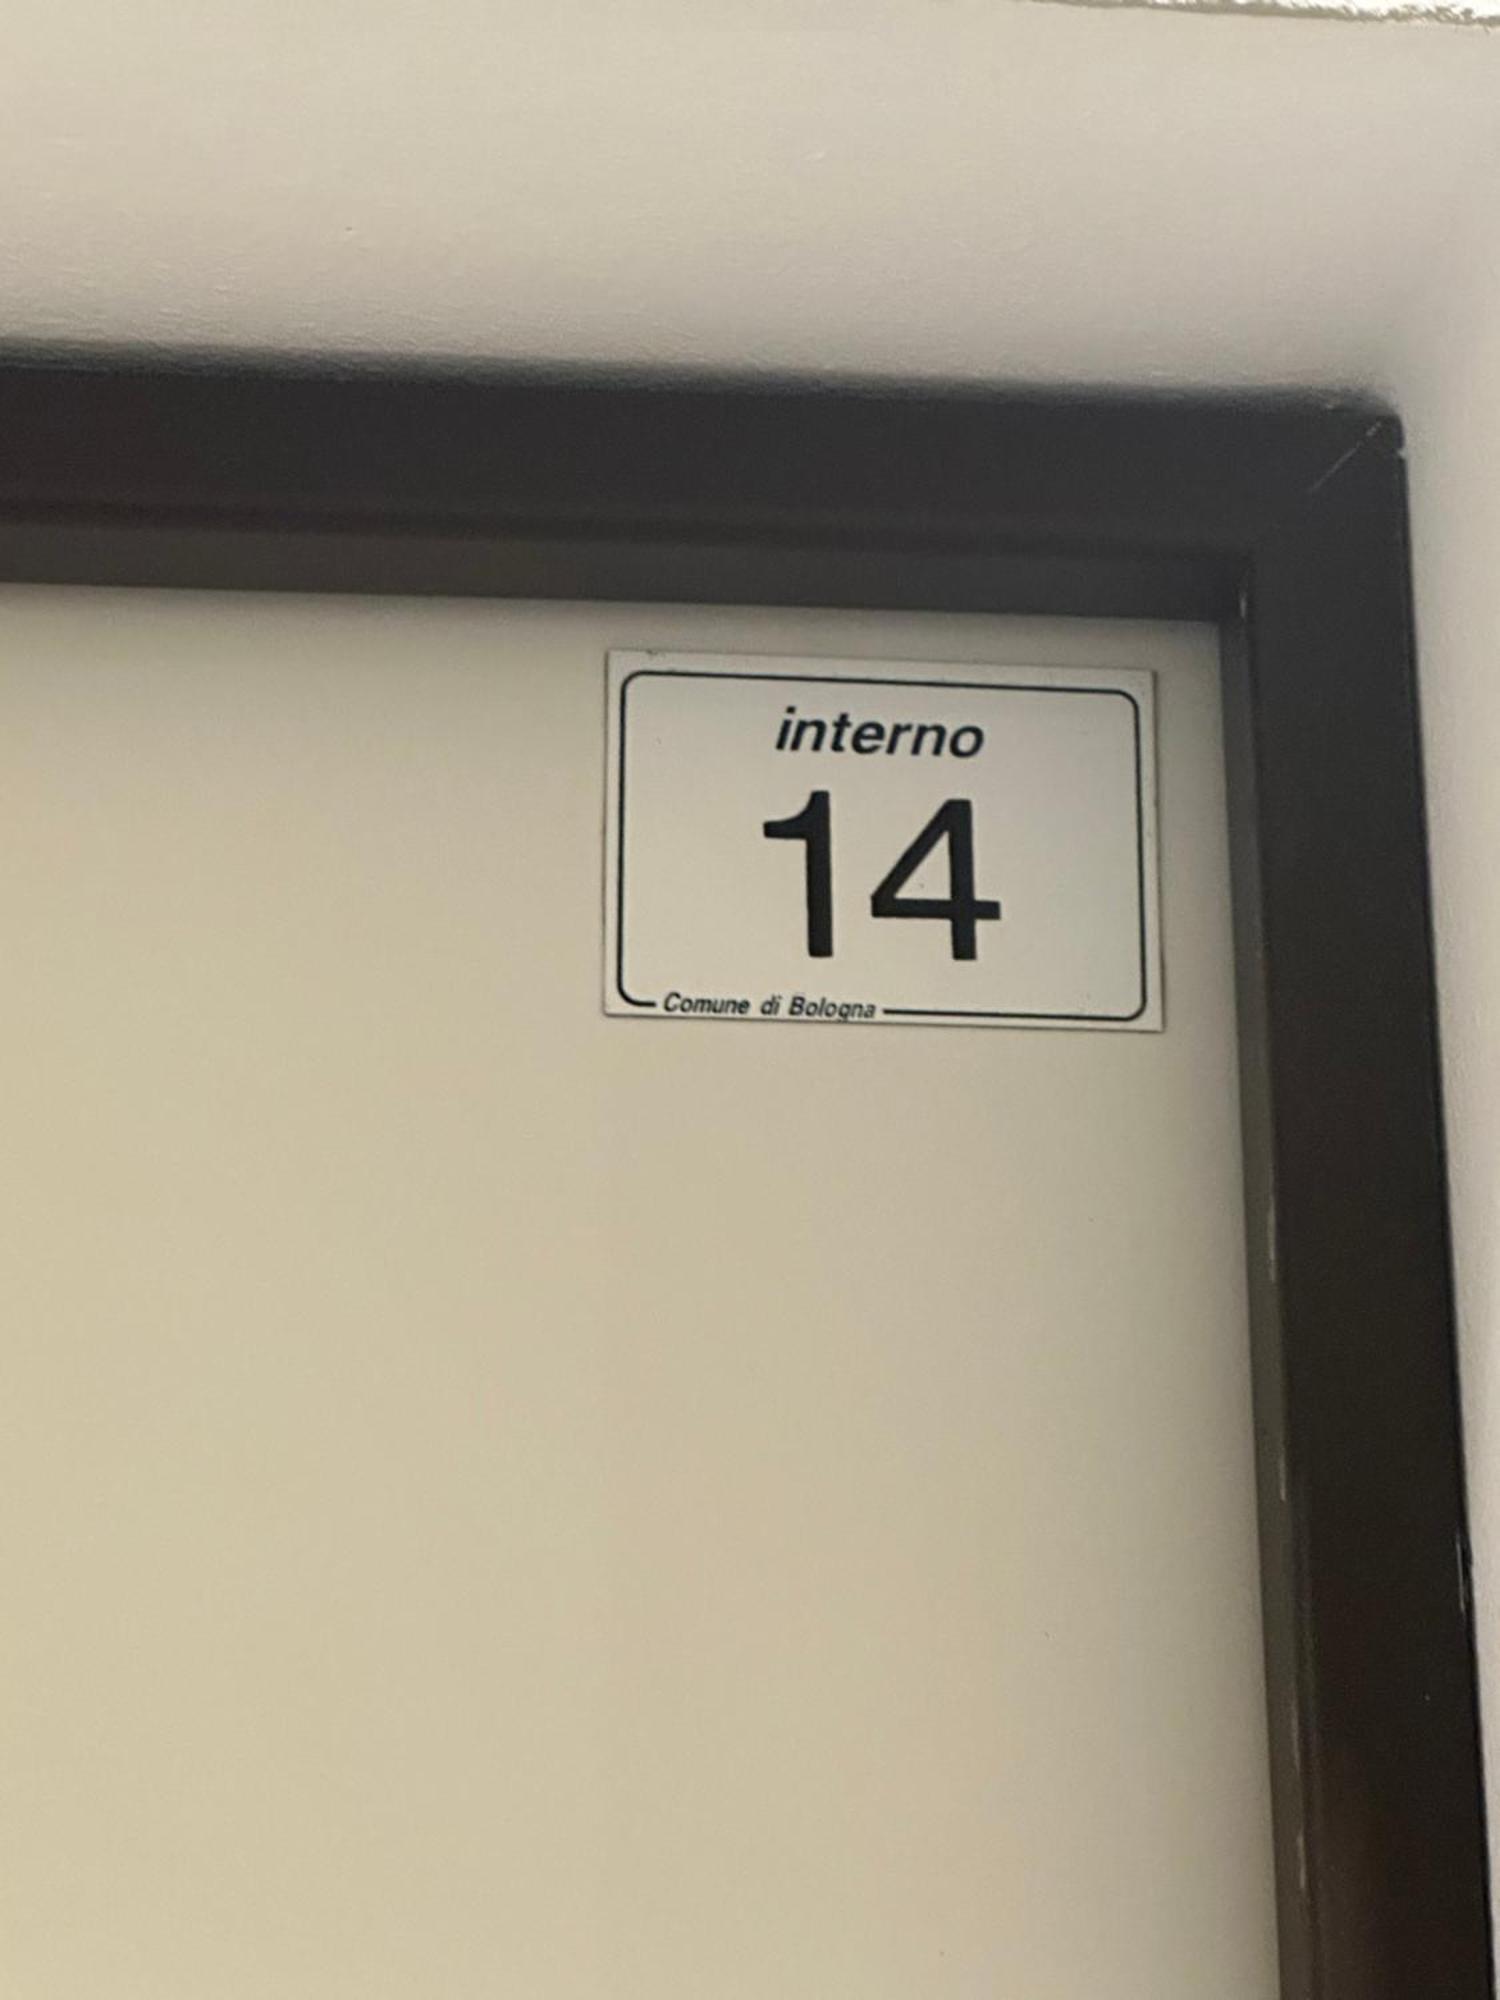 interno
14
Comune di Bologna